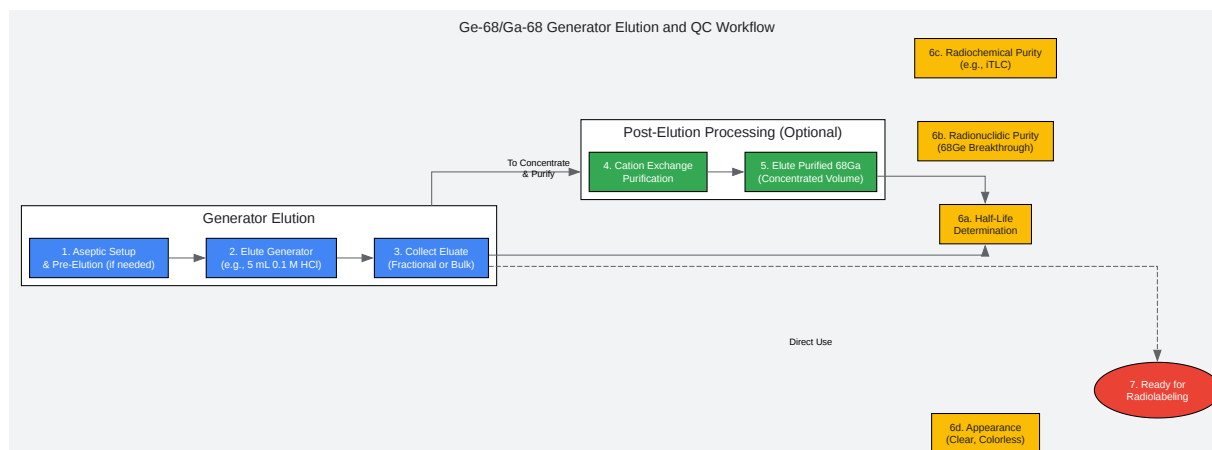 Ge-68/Ga-68 Generator Elution and QC Workflow
6c. Radiochemical Purity
(e.g., iTLC)
Post-Elution Processing (Optional)
6b. Radionuclidic Purity
(68Ge Breakthrough)
To Concentrate
& Purify
4. Cation Exchange
Purification
5. Elute Purified 68Ga
(Concentrated Volume)
Generator Elution
6a. Half-Life
Determination
1. Aseptic Setup
& Pre-Elution (if needed)
2. Elute Generator
(e.g., 5 mL 0.1 M HCl)
3. Collect Eluate
(Fractional or Bulk)
Direct Use
7. Ready for
Radiolabeling
6d. Appearance
(Clear, Colorless)